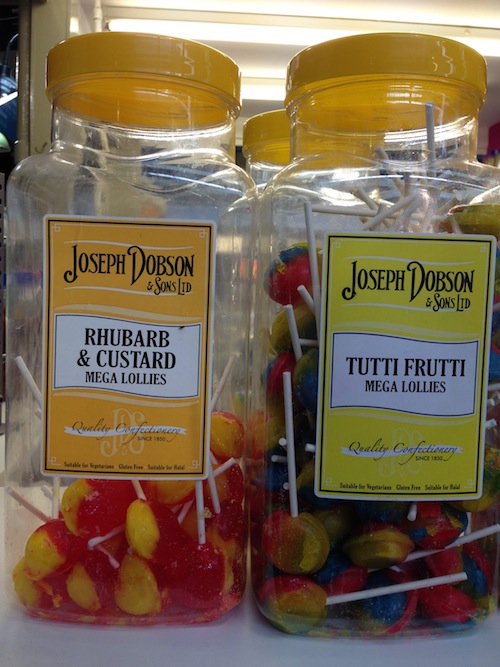 JOSEPH DOBSON
& SONS LTD
RHUBARB
& CUSTARD
MEGA LOLLIES
Quality Confectionery
SINCE 1850
Suitable for Vegetarians Gluten Free Suitable for Halal
JOSEPH DOBSON
& SONS LTD
TUTTI FRUTTI
MEGA LOLLIES
Quality Confectionery
SINCE 1850
Suitable for Vegetarians Gluten Free Suitable for Halal